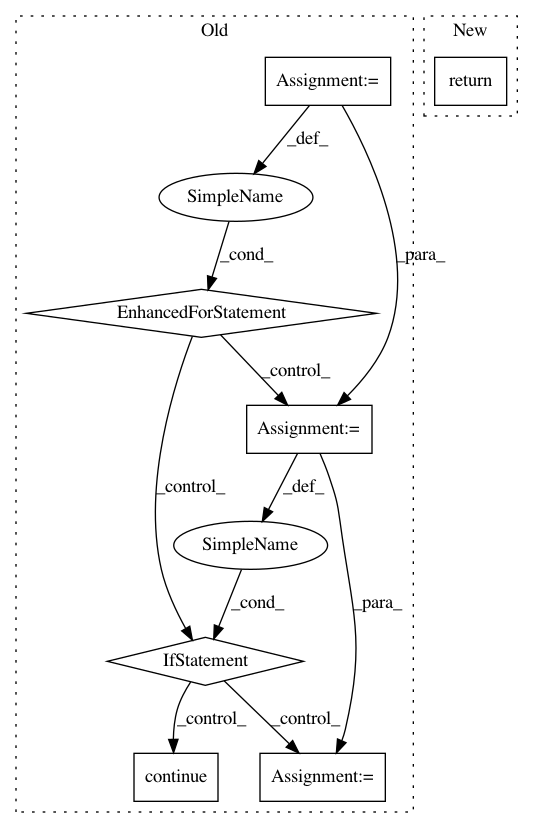 Old
New
Assignment:=
return
_def_
SimpleName
_cond_
_para_
EnhancedForStatement
_control_
Assignment:=
_control_
_def_
SimpleName
_cond_
_para_
IfStatement
_control_
_control_
continue
Assignment:=